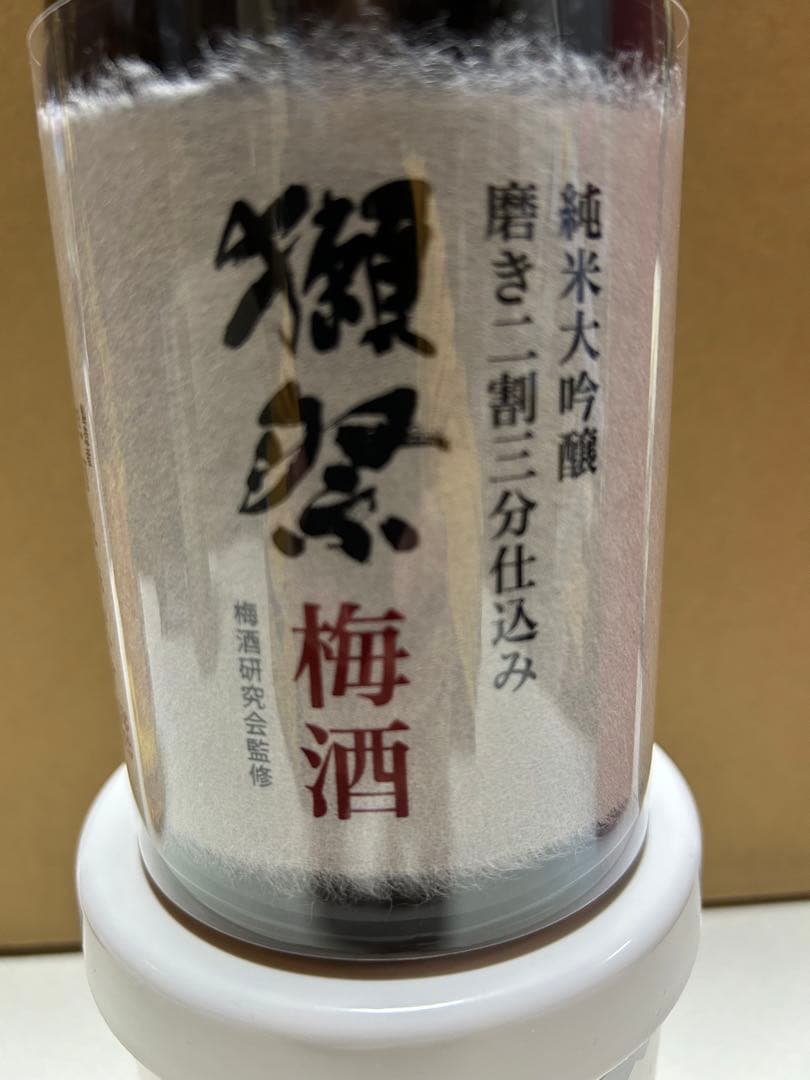 純米大吟醸
磨き二割三分仕込み
獺祭
梅酒
梅酒研究会監修